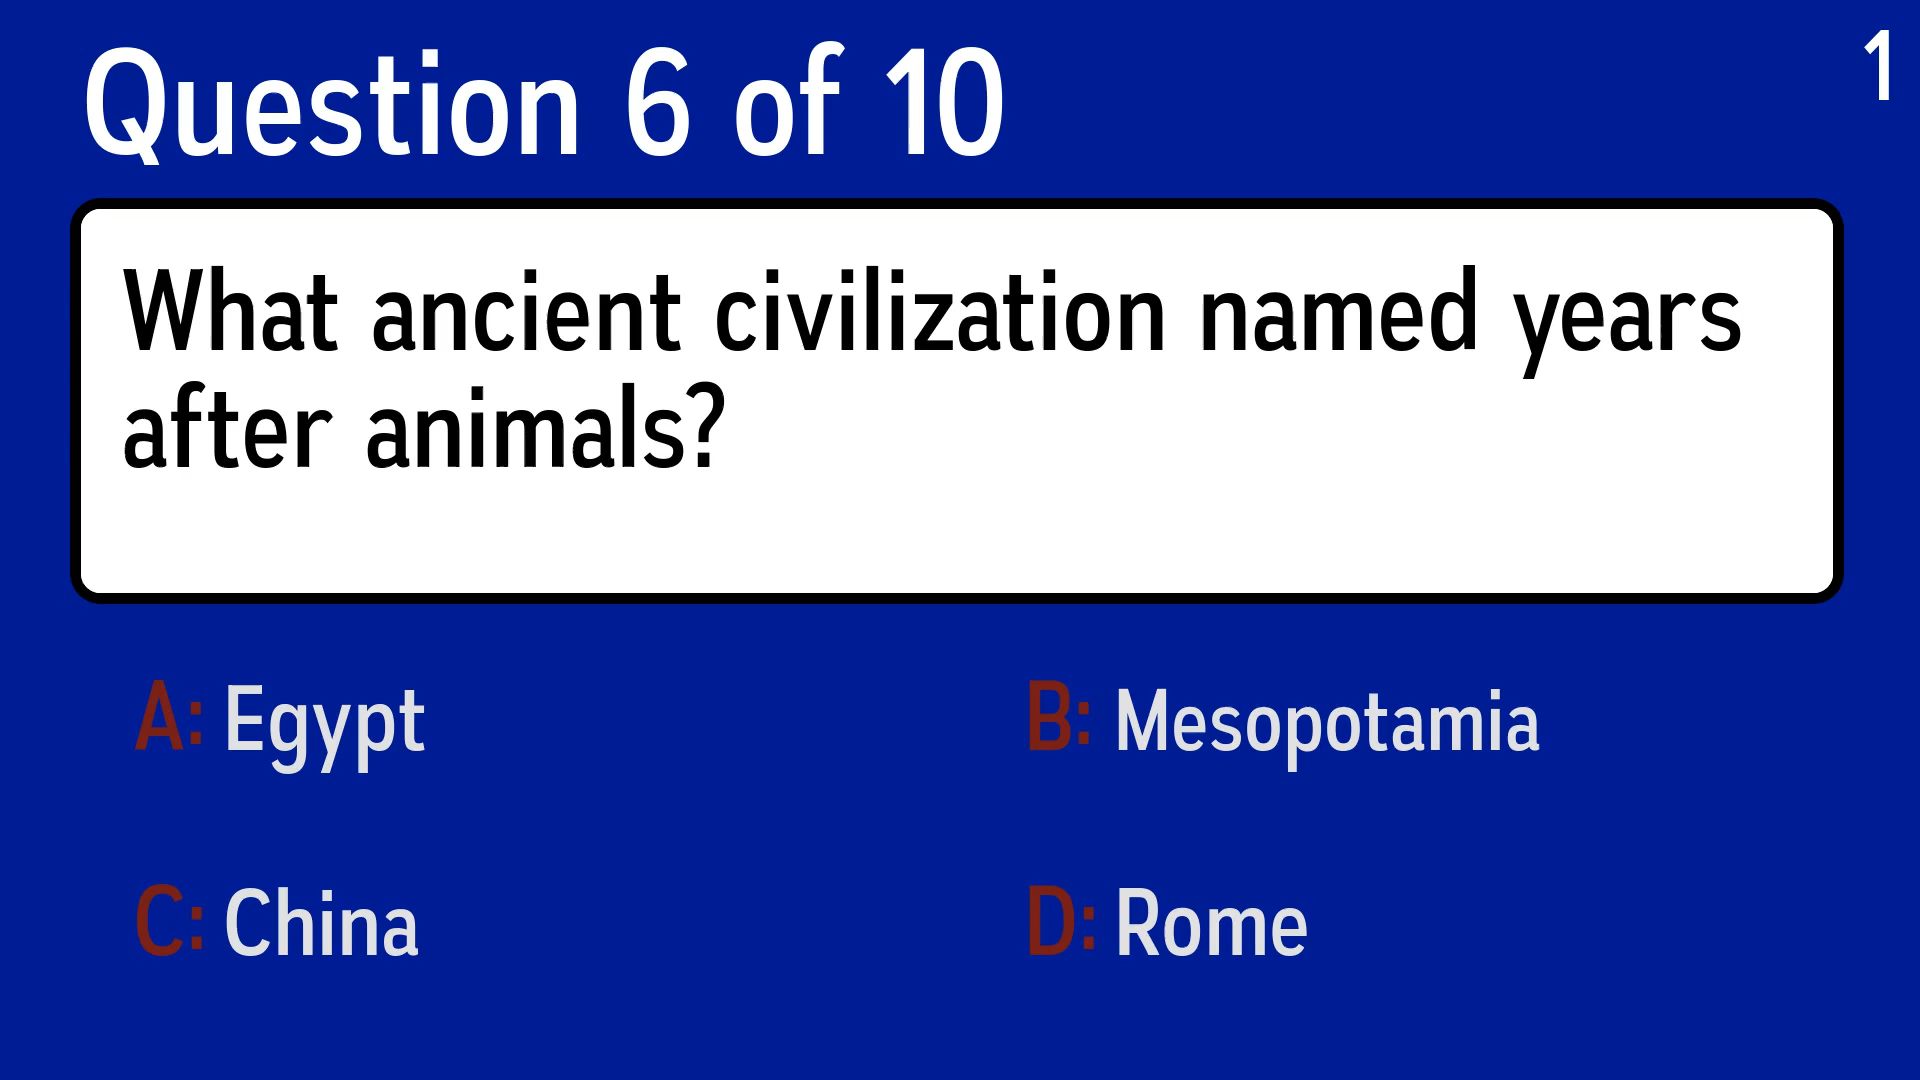 Question 6 of 10
1
What ancient civilization named years
after animals?
A: Egypt
B: Mesopotamia
C: China
D: Rome